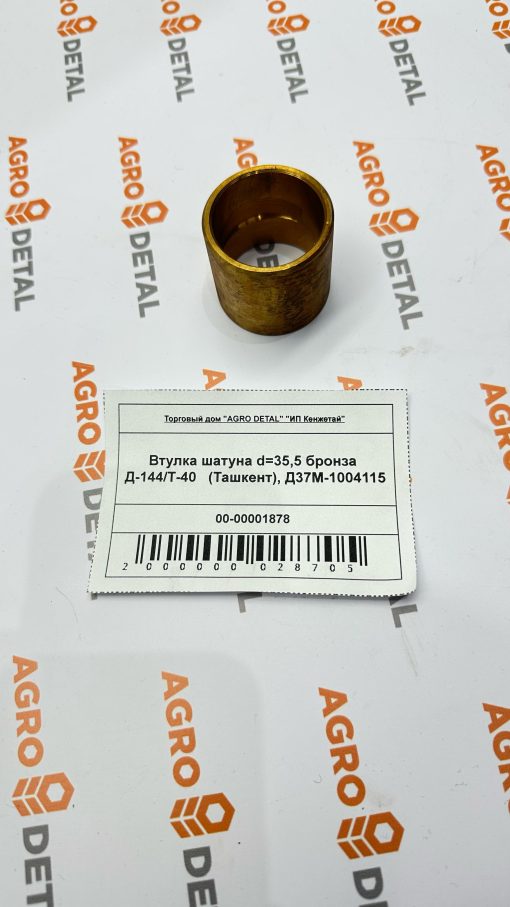 AGRO DETAL
Торговый дом "AGRO DETAL" "ИП Кенжетай"
Втулка шатуна d=35,5 бронза
Д-144/Т-40 (Ташкент), Д37М-1004115
00-00001878
2000000028705